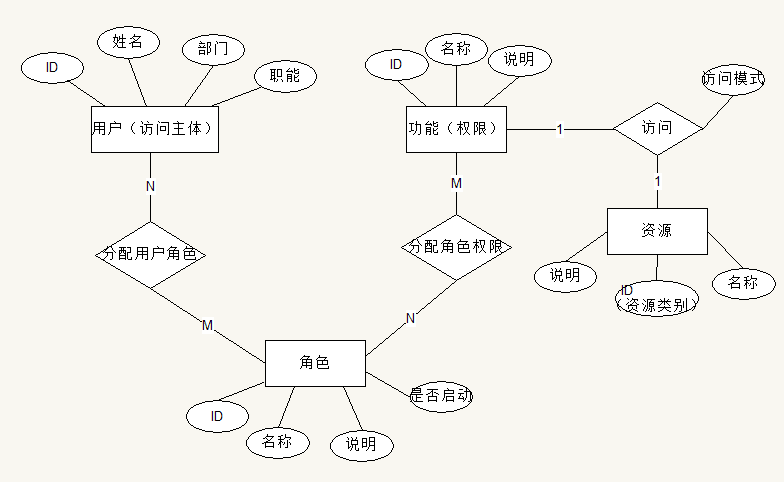 ID
姓名
部门
职能
用户（访问主体）
N
分配用户角色
M
ID
名称
说明
功能（权限）
1
访问
访问模式
1
资源
说明
ID
（资源类别）
名称
M
分配角色权限
N
角色
ID
名称
说明
是否启动